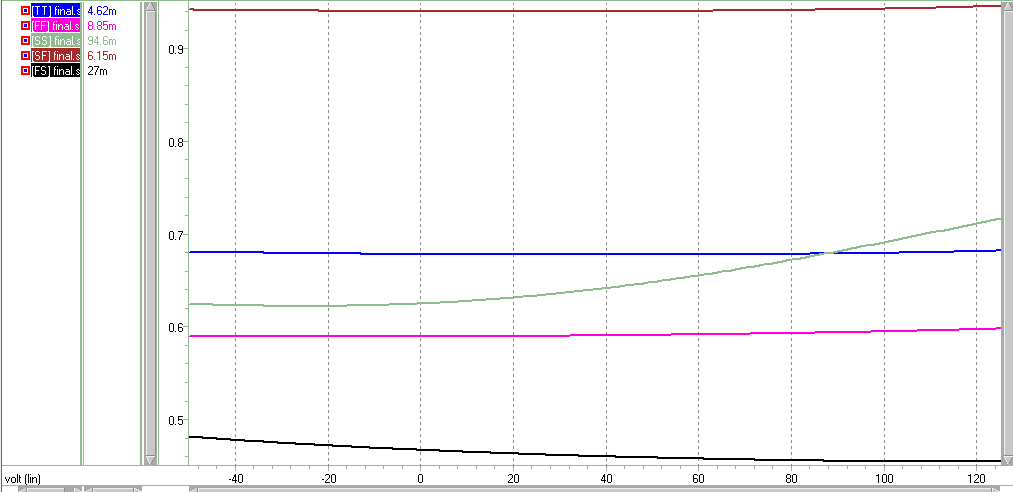 [TT] final.s 4.62m
[FF] final.s 8.85m
[SS] final.s 94.6m
[SF] final.s 6.15m
[FS] final.s 27m
0.9
0.8
0.7
0.6
0.5
volt (lin) -40 -20 0 20 40 60 80 100 120